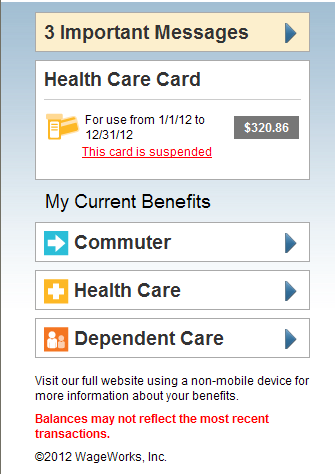 3 Important Messages
Health Care Card
For use from 1/1/12 to
12/31/12
$320.86
This card is suspended
My Current Benefits
Commuter
Health Care
Dependent Care
Visit our full website using a non-mobile device for
more information about your benefits.
Balances may not reflect the most recent
transactions.
©2012 WageWorks, Inc.